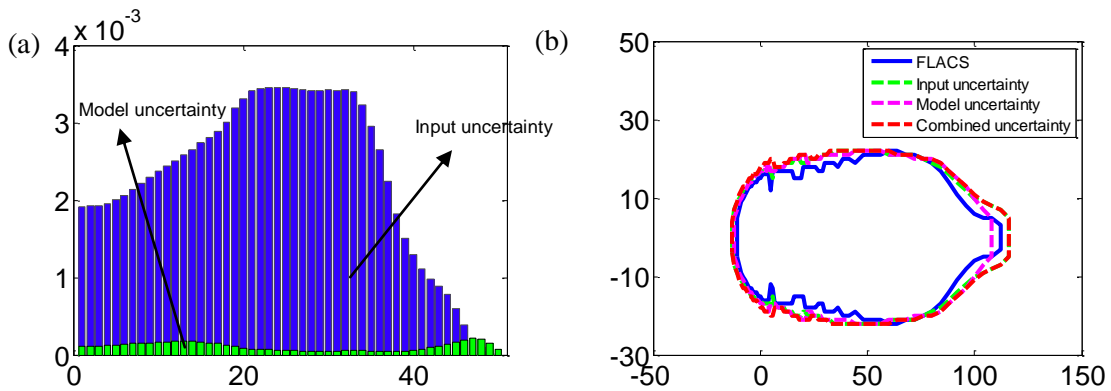 (a)
x 10-3
4
3
2
1
0
0 20 40
Model uncertainty
Input uncertainty
(b)
50
30
10
-10
-30
-50 0 50 100 150
FLACS
Input uncertainty
Model uncertainty
Combined uncertainty